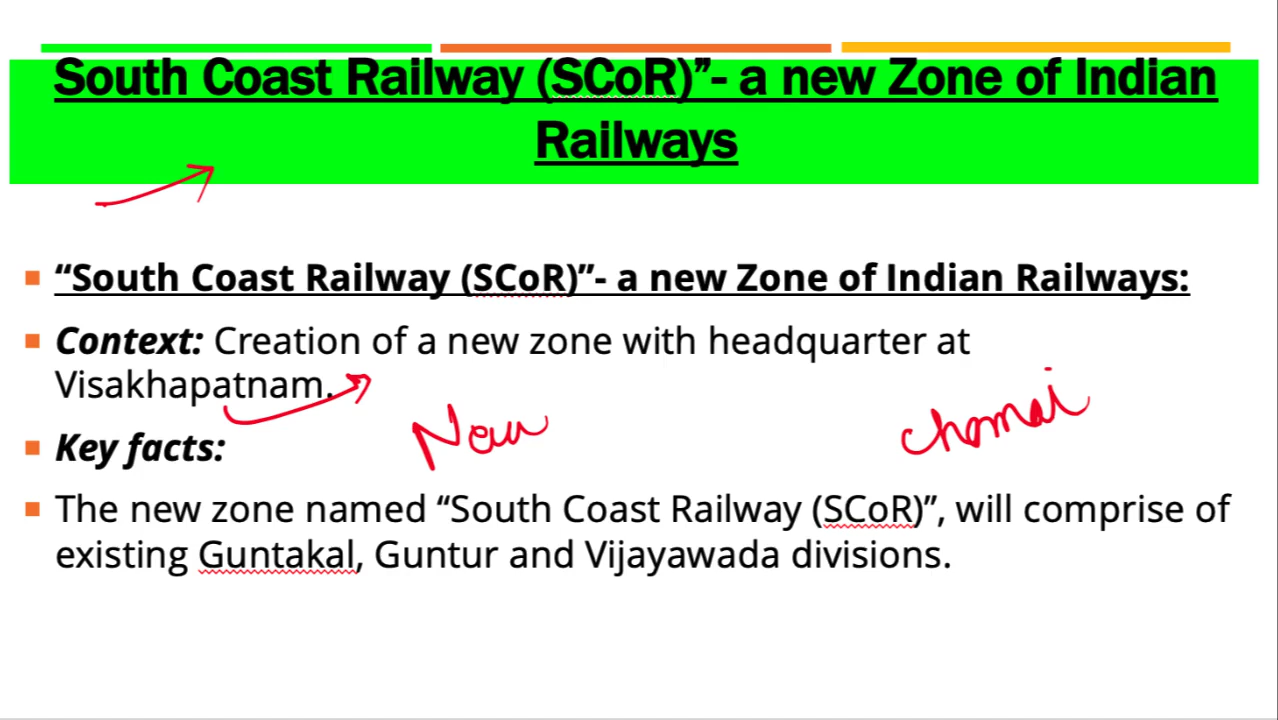 South Coast Railway (SCoR)”- a new Zone of Indian
Railways
“South Coast Railway (SCoR)”- a new Zone of Indian Railways:
Context: Creation of a new zone with headquarter at
Visakhapatnam.
New
Key facts:
The new zone named “South Coast Railway (SCoR)”, will comprise of
existing Guntakal, Guntur and Vijayawada divisions.